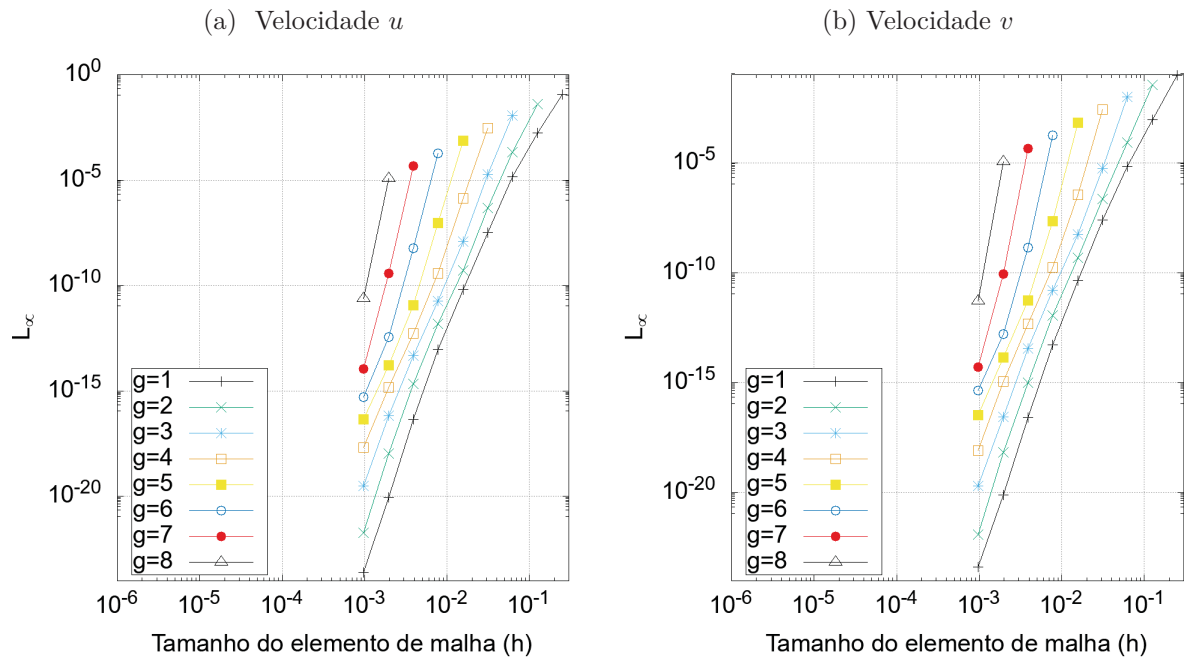 (a) Velocidade u
(b) Velocidade v
10^0
10^-5
10^-10
10^-15
10^-20
L∝
g=1
g=2
g=3
g=4
g=5
g=6
g=7
g=8
10^-6 10^-5 10^-4 10^-3 10^-2 10^-1
Tamanho do elemento de malha (h)
10^-5
10^-10
10^-15
10^-20
L∝
g=1
g=2
g=3
g=4
g=5
g=6
g=7
g=8
10^-6 10^-5 10^-4 10^-3 10^-2 10^-1
Tamanho do elemento de malha (h)